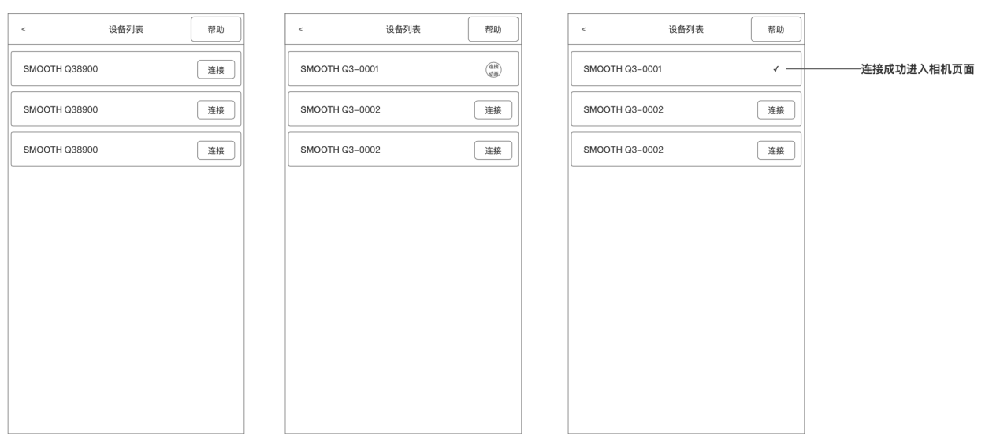 < 设备列表 帮助
SMOOTH Q38900 连接
SMOOTH Q38900 连接
SMOOTH Q38900 连接
< 设备列表 帮助
SMOOTH Q3-0001 连接
动画
SMOOTH Q3-0002 连接
SMOOTH Q3-0002 连接
< 设备列表 帮助
SMOOTH Q3-0001 ✓
SMOOTH Q3-0002 连接
SMOOTH Q3-0002 连接
连接成功进入相机页面